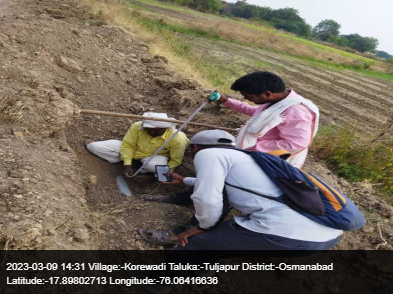 2023-03-09 14:31 Village:-Korewadi Taluka:-Tuljapur District:-Osmanabad
Latitude:-17.89802713 Longitude:-76.06416636